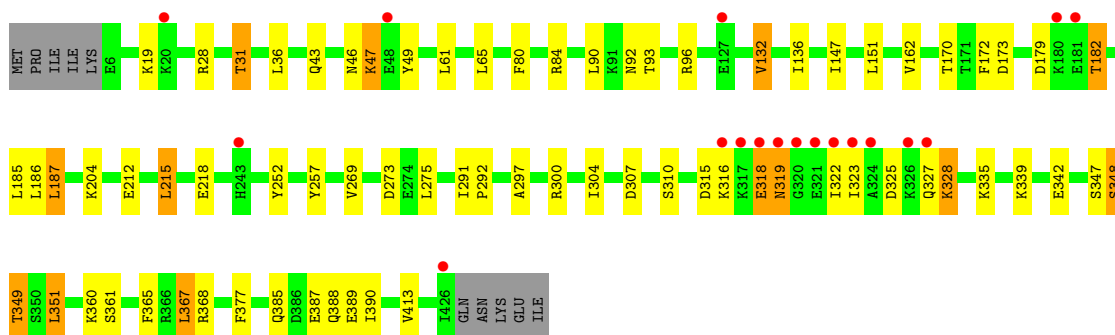 MET PRO ILE ILE LYS E6 K19 K20 R28 T31 L36 Q43 N46 K47 E48 Y49 L61 L65 F80 R84 L90 K91 N92 T93 R96 E127 V132 I136 I147 L151 V162 T170 T171 F172 D173 D179 K180 E181 T182
L185 L186 L187 K204 E212 L215 E218 H243 Y252 Y257 V269 D273 E274 L275 I291 P292 A297 R300 I304 D307 S310 D315 K316 K317 E318 N319 G320 E321 I322 I323 A324 D325 K326 Q327 K328 K335 K339 E342 S347 S348
T349 S350 L351 K360 S361 F365 R366 L367 R368 F377 Q385 D386 E387 Q388 E389 I390 V413 I426 GLN ASN LYS GLU ILE